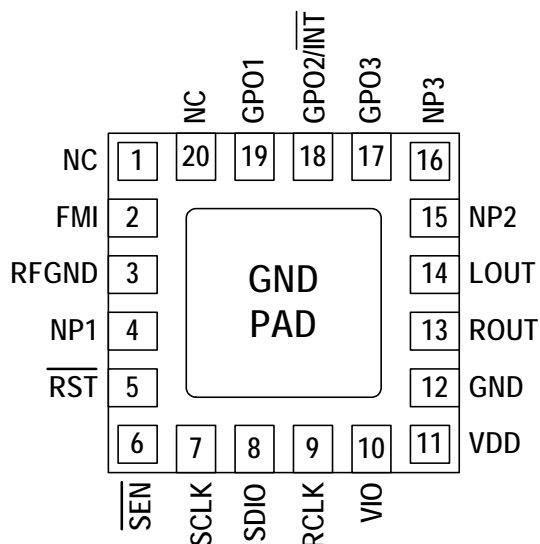 NC
GPO1
GPO2/INT
GPO3
NP3
20
19
18
17
16
NC 1
FMI 2
15 NP2
RFGND 3
14 LOUT
GND
PAD
NP1 4
13 ROUT
RST 5
12 GND
6
7
8
9
10
11 VDD
SEN
SCLK
SDIO
RCLK
VIO